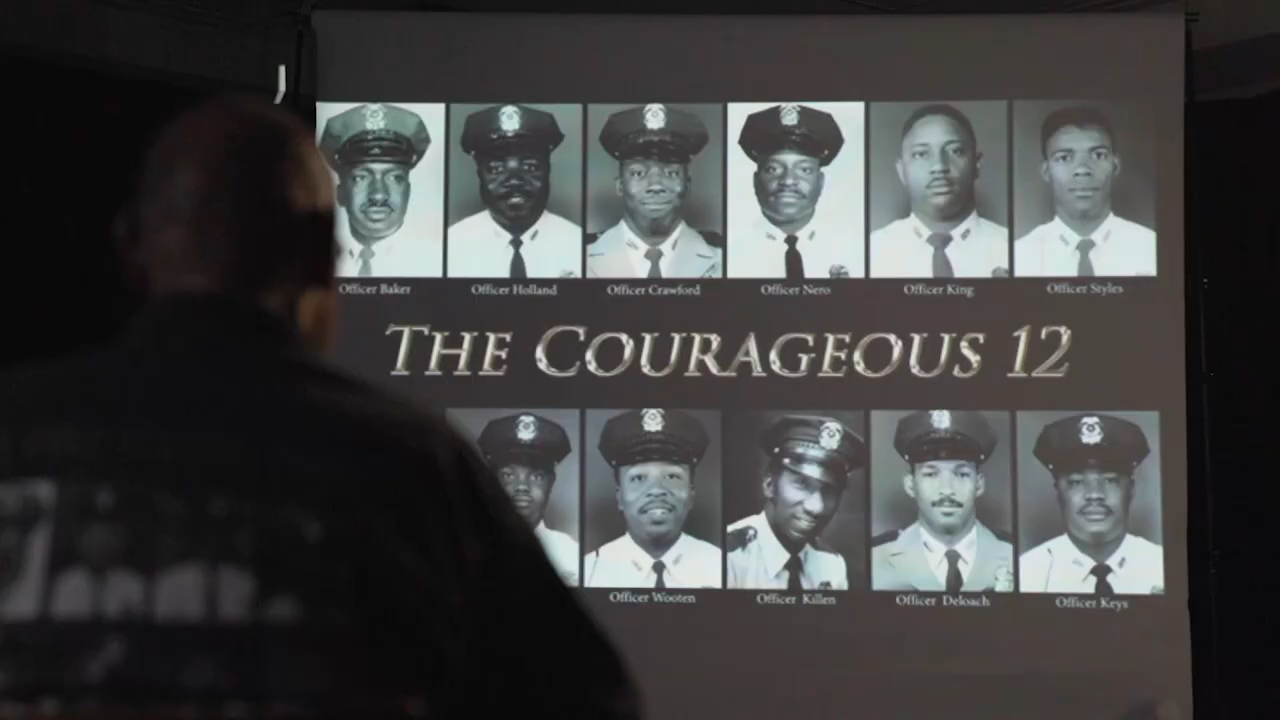 Officer Baker Officer Holland Officer Crawford Officer Nero Officer King Officer Styles
THE COURAGEOUS 12
Officer Wooten Officer Killen Officer Deloach Officer Keys